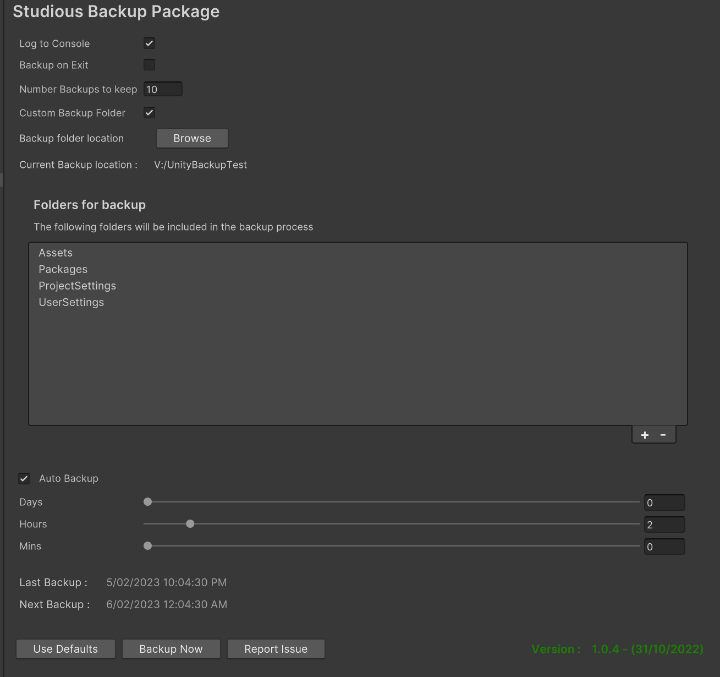 Studious Backup Package
Log to Console
Backup on Exit
Number Backups to keep 10
Custom Backup Folder
Backup folder location Browse
Current Backup location : V:/UnityBackupTest
Folders for backup
The following folders will be included in the backup process
Assets
Packages
ProjectSettings
UserSettings
+ -
Auto Backup
Days 0
Hours 2
Mins 0
Last Backup : 5/02/2023 10:04:30 PM
Next Backup : 6/02/2023 12:04:30 AM
Use Defaults Backup Now Report Issue Version : 1.0.4 - (31/10/2022)